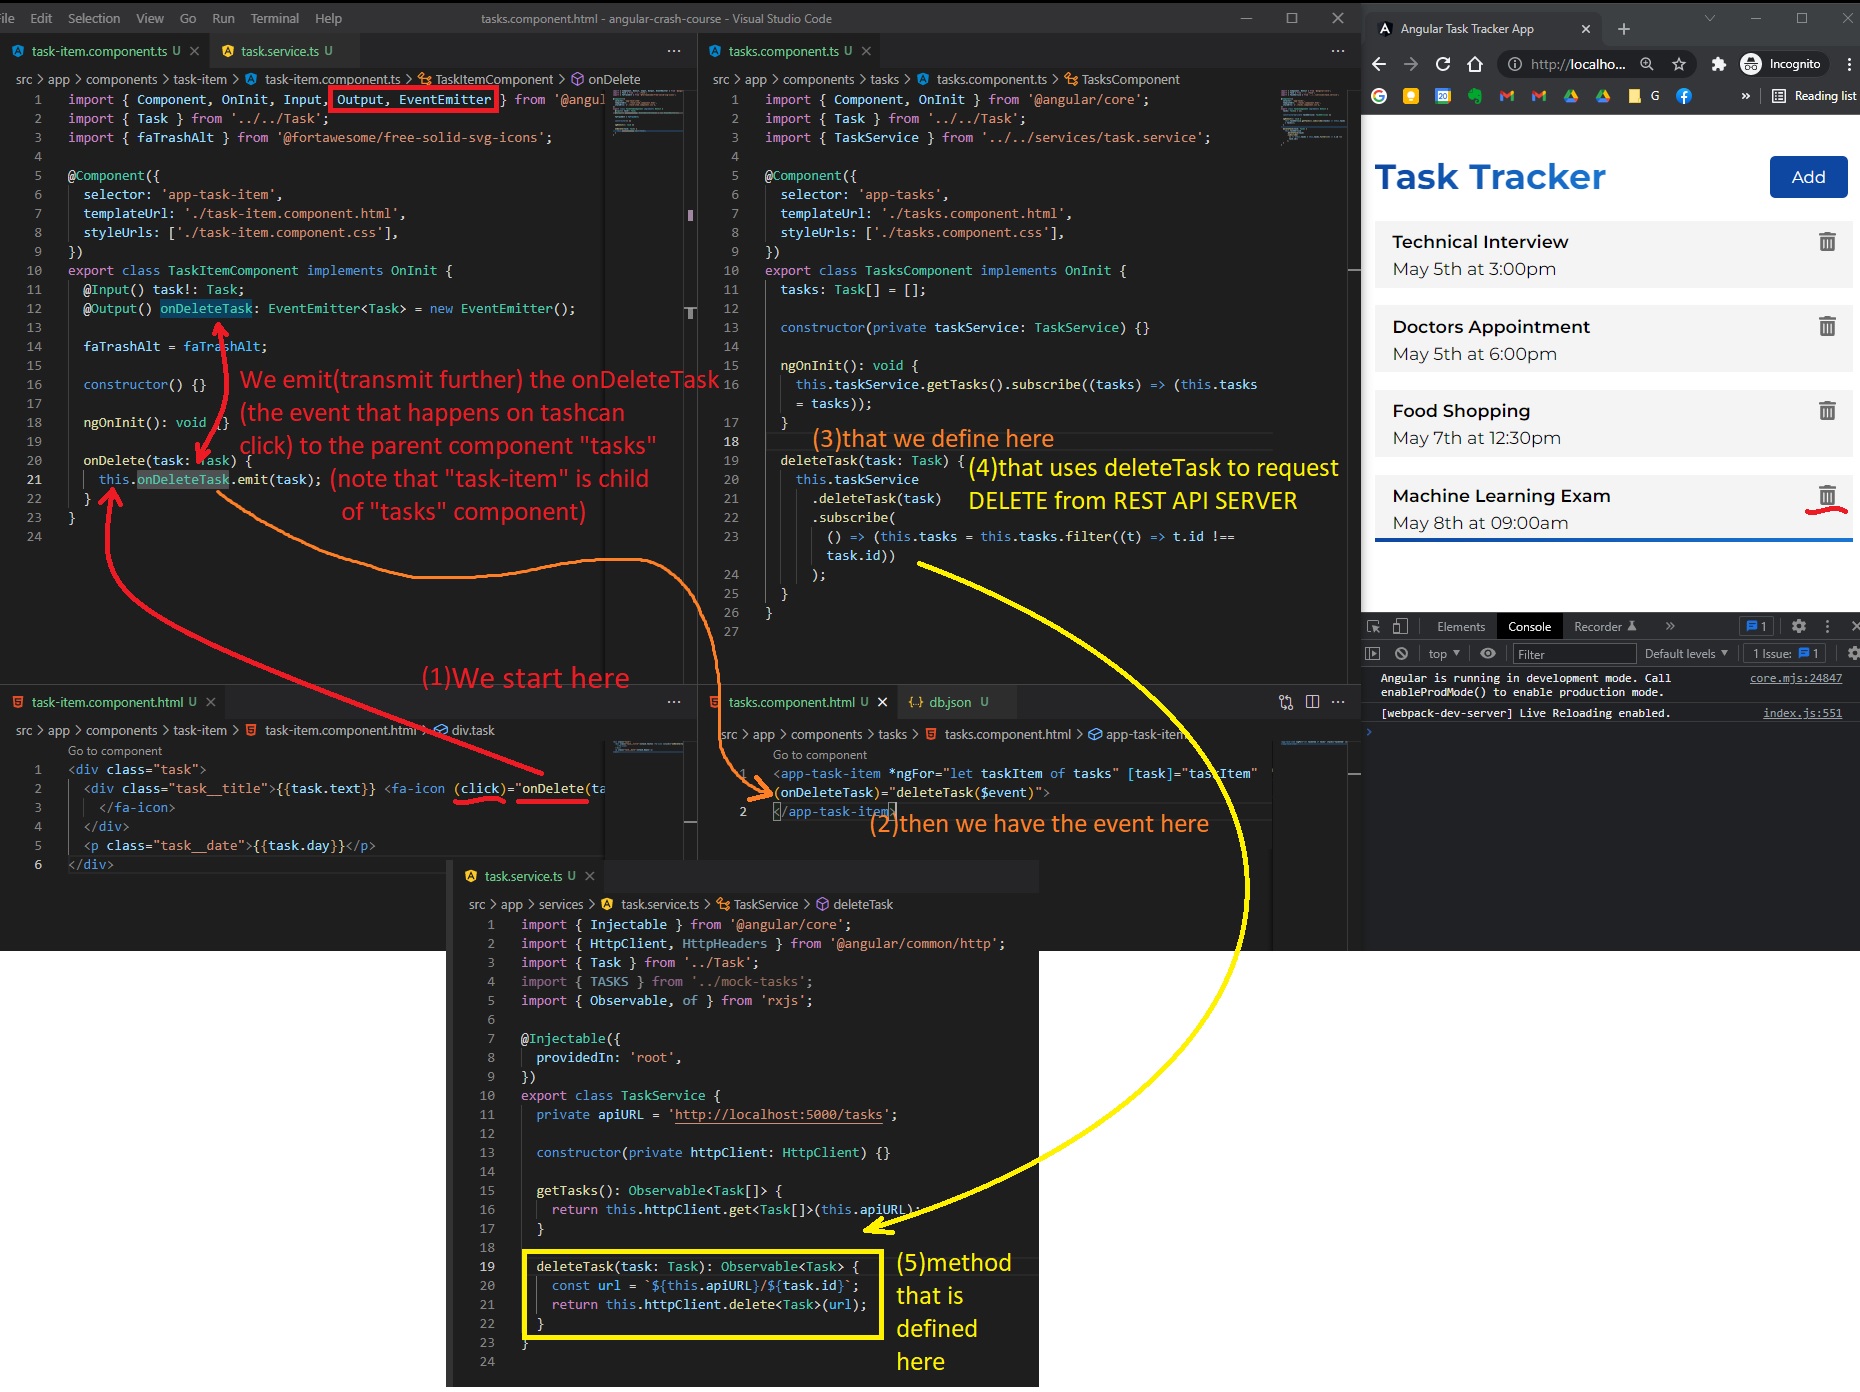 File Edit Selection View Go Run Terminal Help
tasks.component.html - angular-crash-course - Visual Studio Code
task-item.component.ts U
task.service.ts U
src > app > components > task-item > task-item.component.ts > TaskItemComponent > onDelete
1 import { Component, OnInit, Input, Output, EventEmitter } from '@angul
2 import { Task } from '../../Task';
3 import { faTrashAlt } from '@fortawesome/free-solid-svg-icons';
4
5 @Component({
6 selector: 'app-task-item',
7 templateUrl: './task-item.component.html',
8 styleUrls: ['./task-item.component.css'],
9 })
10 export class TaskItemComponent implements OnInit {
11 @Input() task!: Task;
12 @Output() onDeleteTask: EventEmitter<Task> = new EventEmitter();
13
14 faTrashAlt = faTrashAlt;
15
16 constructor() {}
17
18 ngOnInit(): void {}
19
20 onDelete(task: Task) {
21 this.onDeleteTask.emit(task);
22 }
23 }
24
We emit(transmit further) the onDeleteTask
(the event that happens on tashcan
click) to the parent component "tasks"
(note that "task-item" is child
of "tasks" component)
(1)We start here
tasks.component.ts U
src > app > components > tasks > tasks.component.ts > TasksComponent
1 import { Component, OnInit } from '@angular/core';
2 import { Task } from '../../Task';
3 import { TaskService } from '../../services/task.service';
4
5 @Component({
6 selector: 'app-tasks',
7 templateUrl: './tasks.component.html',
8 styleUrls: ['./tasks.component.css'],
9 })
10 export class TasksComponent implements OnInit {
11 tasks: Task[] = [];
12
13 constructor(private taskService: TaskService) {}
14
15 ngOnInit(): void {
16 this.taskService.getTasks().subscribe((tasks) => (this.tasks
= tasks));
17 }
18
(3)that we define here
19 deleteTask(task: Task) {
20 this.taskService
21 .deleteTask(task)
22 .subscribe(
23 () => (this.tasks = this.tasks.filter((t) => t.id !==
task.id))
24 );
25 }
26 }
27
(4)that uses deleteTask to request
DELETE from REST API SERVER
task-item.component.html U
src > app > components > task-item > task-item.component.html > div.task
Go to component
1 <div class="task">
2 <div class="task__title">{{task.text}} <fa-icon (click)="onDelete(ta
3 </fa-icon>
4 </div>
5 <p class="task__date">{{task.day}}</p>
6 </div>
tasks.component.html U
db.json U
src > app > components > tasks > tasks.component.html > app-task-item
Go to component
1 <app-task-item *ngFor="let taskItem of tasks" [task]="taskItem"
(onDeleteTask)="deleteTask($event)">
2 </app-task-item>
(2)then we have the event here
task.service.ts U
src > app > services > task.service.ts > TaskService > deleteTask
1 import { Injectable } from '@angular/core';
2 import { HttpClient, HttpHeaders } from '@angular/common/http';
3 import { Task } from '../Task';
4 import { TASKS } from '../mock-tasks';
5 import { Observable, of } from 'rxjs';
6
7 @Injectable({
8 providedIn: 'root',
9 })
10 export class TaskService {
11 private apiURL = 'http://localhost:5000/tasks';
12
13 constructor(private httpClient: HttpClient) {}
14
15 getTasks(): Observable<Task[]> {
16 return this.httpClient.get<Task[]>(this.apiURL);
17 }
18
19 deleteTask(task: Task): Observable<Task> {
20 const url = `${this.apiURL}/${task.id}`;
21 return this.httpClient.delete<Task>(url);
22 }
23 }
24
(5)method
that is
defined
here
Angular Task Tracker App
http://localho...
Incognito
20
G
Reading list
Task Tracker
Add
Technical Interview
May 5th at 3:00pm
Doctors Appointment
May 5th at 6:00pm
Food Shopping
May 7th at 12:30pm
Machine Learning Exam
May 8th at 09:00am
Elements Console Recorder 1
top Filter Default levels 1 Issue: 1
Angular is running in development mode. Call core.mjs:24847
enableProdMode() to enable production mode.
[webpack-dev-server] Live Reloading enabled. index.js:551